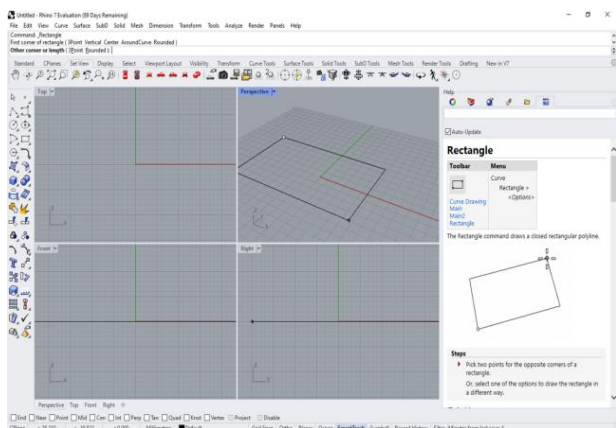 Untitled - Rhino 7 Evaluation (89 Days Remaining)
File Edit View Curve Surface SubD Solid Mesh Dimension Transform Tools Analyze Render Panels Help
Command: _Rectangle
First corner of rectangle ( 3Point Vertical Center AroundCurve Rounded )
Other corner or length ( 3Point Rounded )
Standard CPlanes Set View Display Select Viewport Layout Visibility Transform Curve Tools Surface Tools Solid Tools SubD Tools Mesh Tools Render Tools Drafting New in V7
Top
Perspective
Help
Auto-Update
Rectangle
Toolbar Menu
Curve
Rectangle >
<Options>
Curve Drawing
Main
Main2
Rectangle
The Rectangle command draws a closed rectangular polyline.
Front
Right
Steps
Pick two points for the opposite corners of a
rectangle.
Or, select one of the options to draw the rectangle in
a different way.
Perspective Top Front Right
End Near Point Mid Cen Int Perp Tan Quad Knot Vertex Project Disable